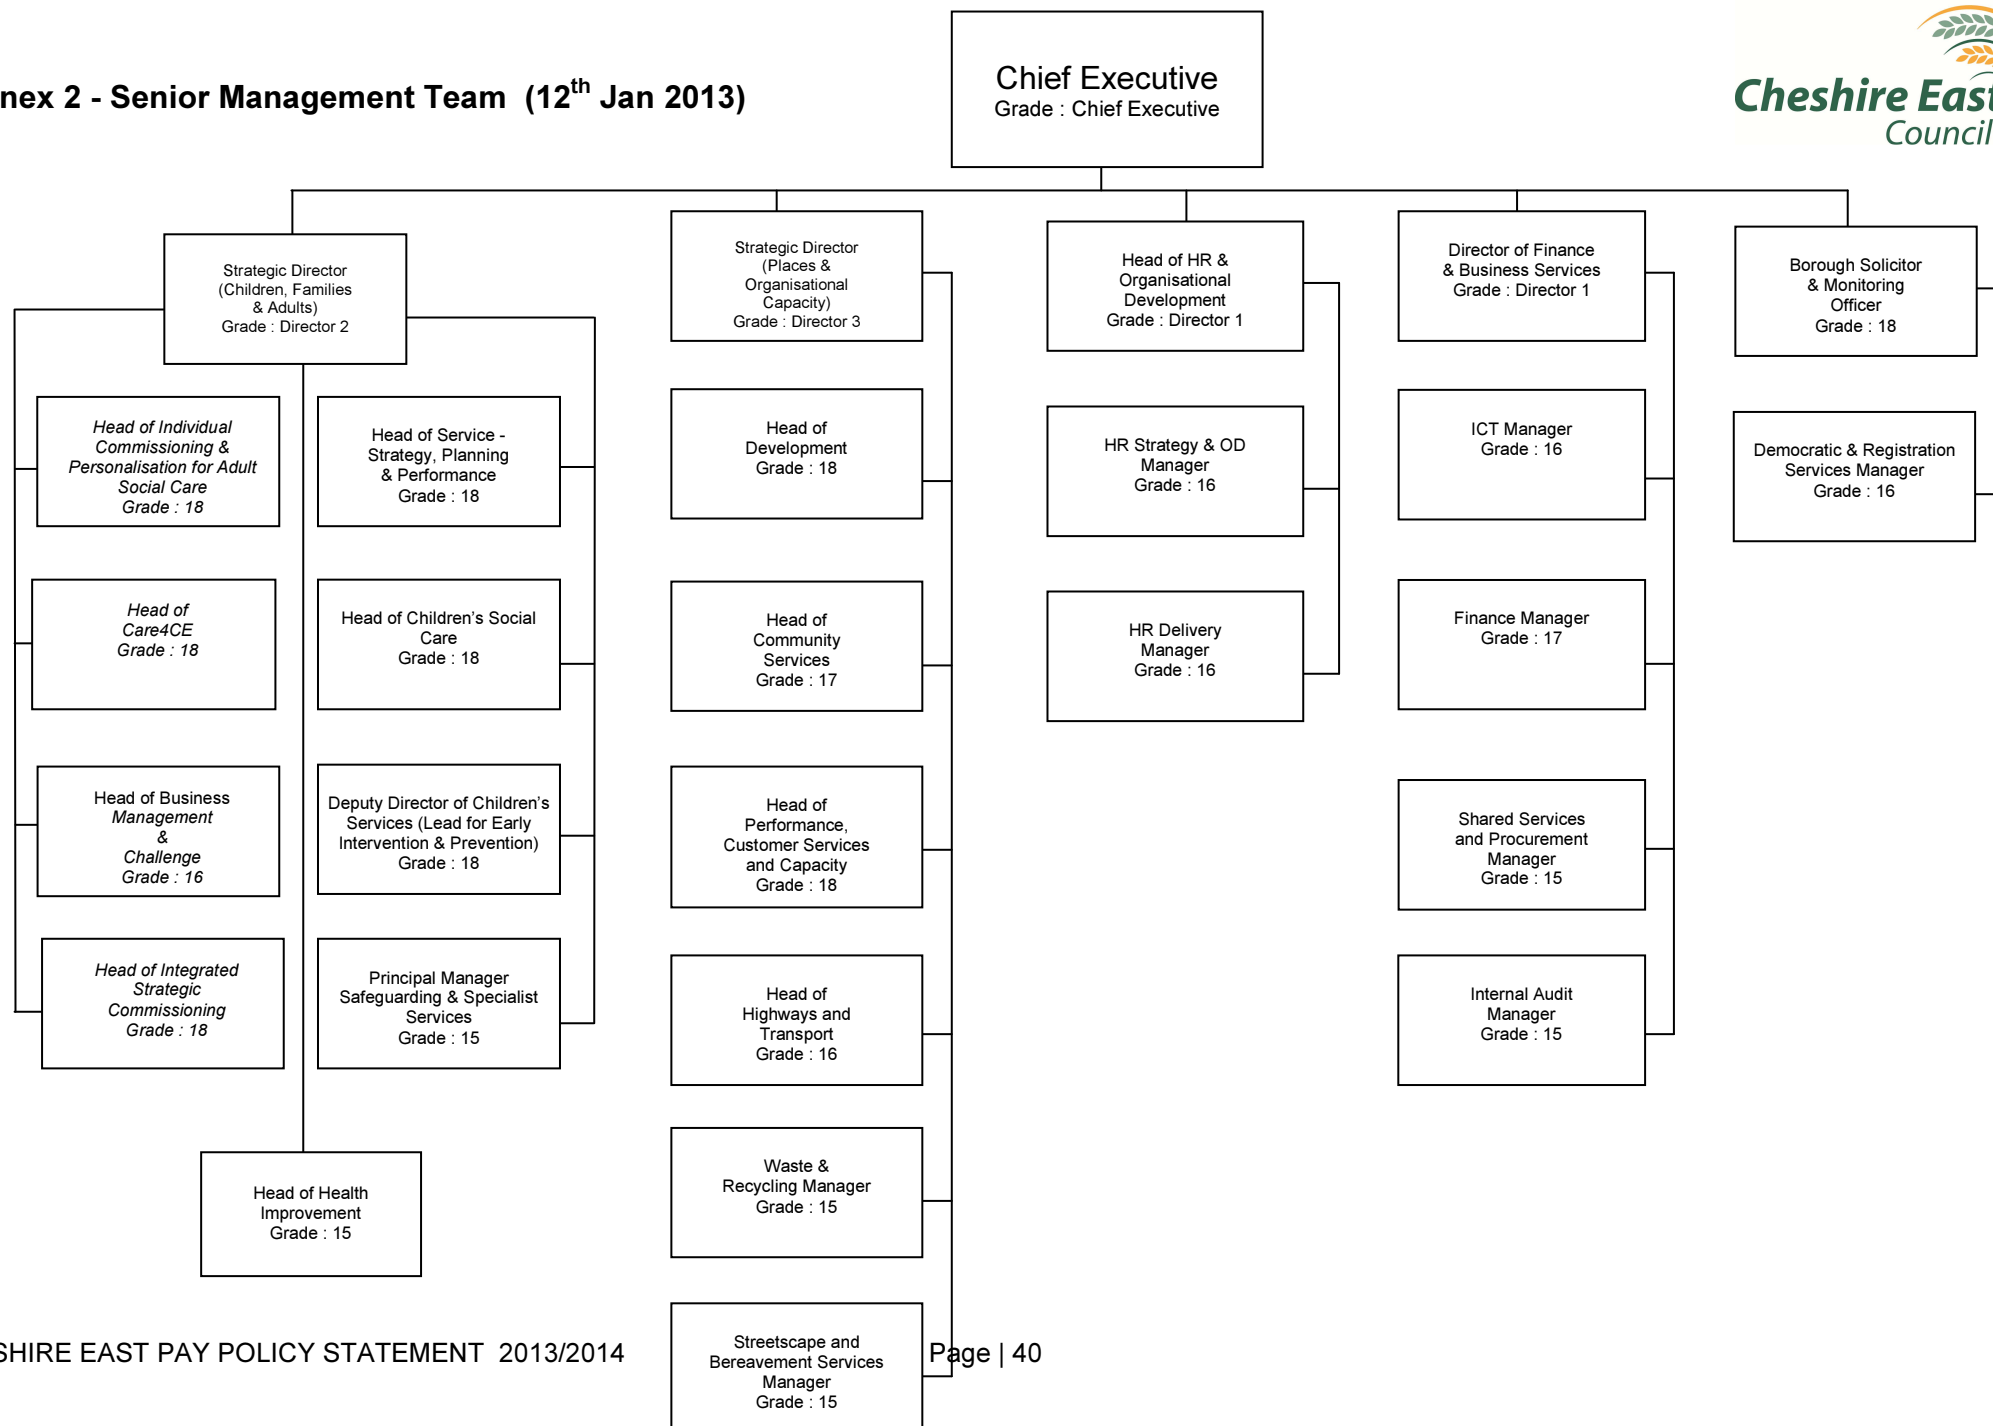 Chief Executive
Grade : Chief Executive
nex 2 - Senior Management Team (12th Jan 2013)
Cheshire East
Council
Strategic Director
(Children, Families
& Adults)
Grade : Director 2
Strategic Director
(Places &
Organisational
Capacity)
Grade : Director 3
Head of HR &
Organisational
Development
Grade : Director 1
Director of Finance
& Business Services
Grade : Director 1
Borough Solicitor
& Monitoring
Officer
Grade : 18
Head of Individual
Commissioning &
Personalisation for Adult
Social Care
Grade : 18
Head of Service -
Strategy, Planning
& Performance
Grade : 18
Head of
Development
Grade : 18
HR Strategy & OD
Manager
Grade : 16
ICT Manager
Grade : 16
Democratic & Registration
Services Manager
Grade : 16
Head of
Care4CE
Grade : 18
Head of Children's Social
Care
Grade : 18
Head of
Community
Services
Grade : 17
HR Delivery
Manager
Grade : 16
Finance Manager
Grade : 17
Head of Business
Management
&
Challenge
Grade : 16
Deputy Director of Children's
Services (Lead for Early
Intervention & Prevention)
Grade : 18
Head of
Performance,
Customer Services
and Capacity
Grade : 18
Shared Services
and Procurement
Manager
Grade : 15
Head of Integrated
Strategic
Commissioning
Grade : 18
Principal Manager
Safeguarding & Specialist
Services
Grade : 15
Head of
Highways and
Transport
Grade : 16
Internal Audit
Manager
Grade : 15
Head of Health
Improvement
Grade : 15
Waste &
Recycling Manager
Grade : 15
Streetscape and
Bereavement Services
Manager
Grade : 15
SHIRE EAST PAY POLICY STATEMENT 2013/2014
Page | 40